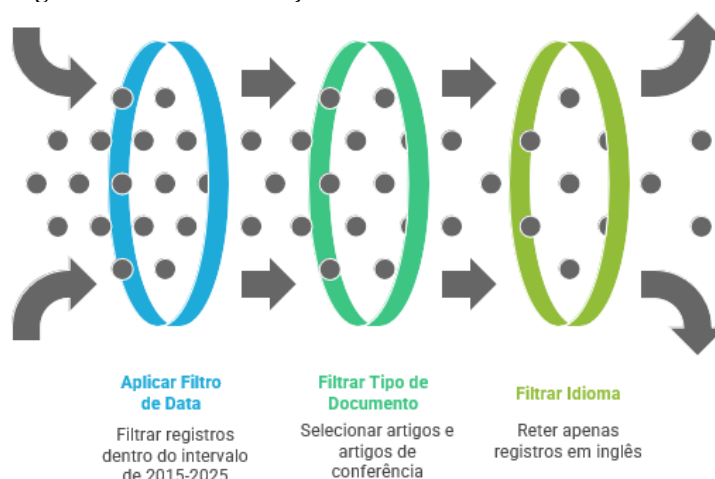 Aplicar Filtro
de Data
Filtrar registros
dentro do intervalo
de 2015-2025
Filtrar Tipo de
Documento
Selecionar artigos e
artigos de
conferência
Filtrar Idioma
Reter apenas
registros em inglês